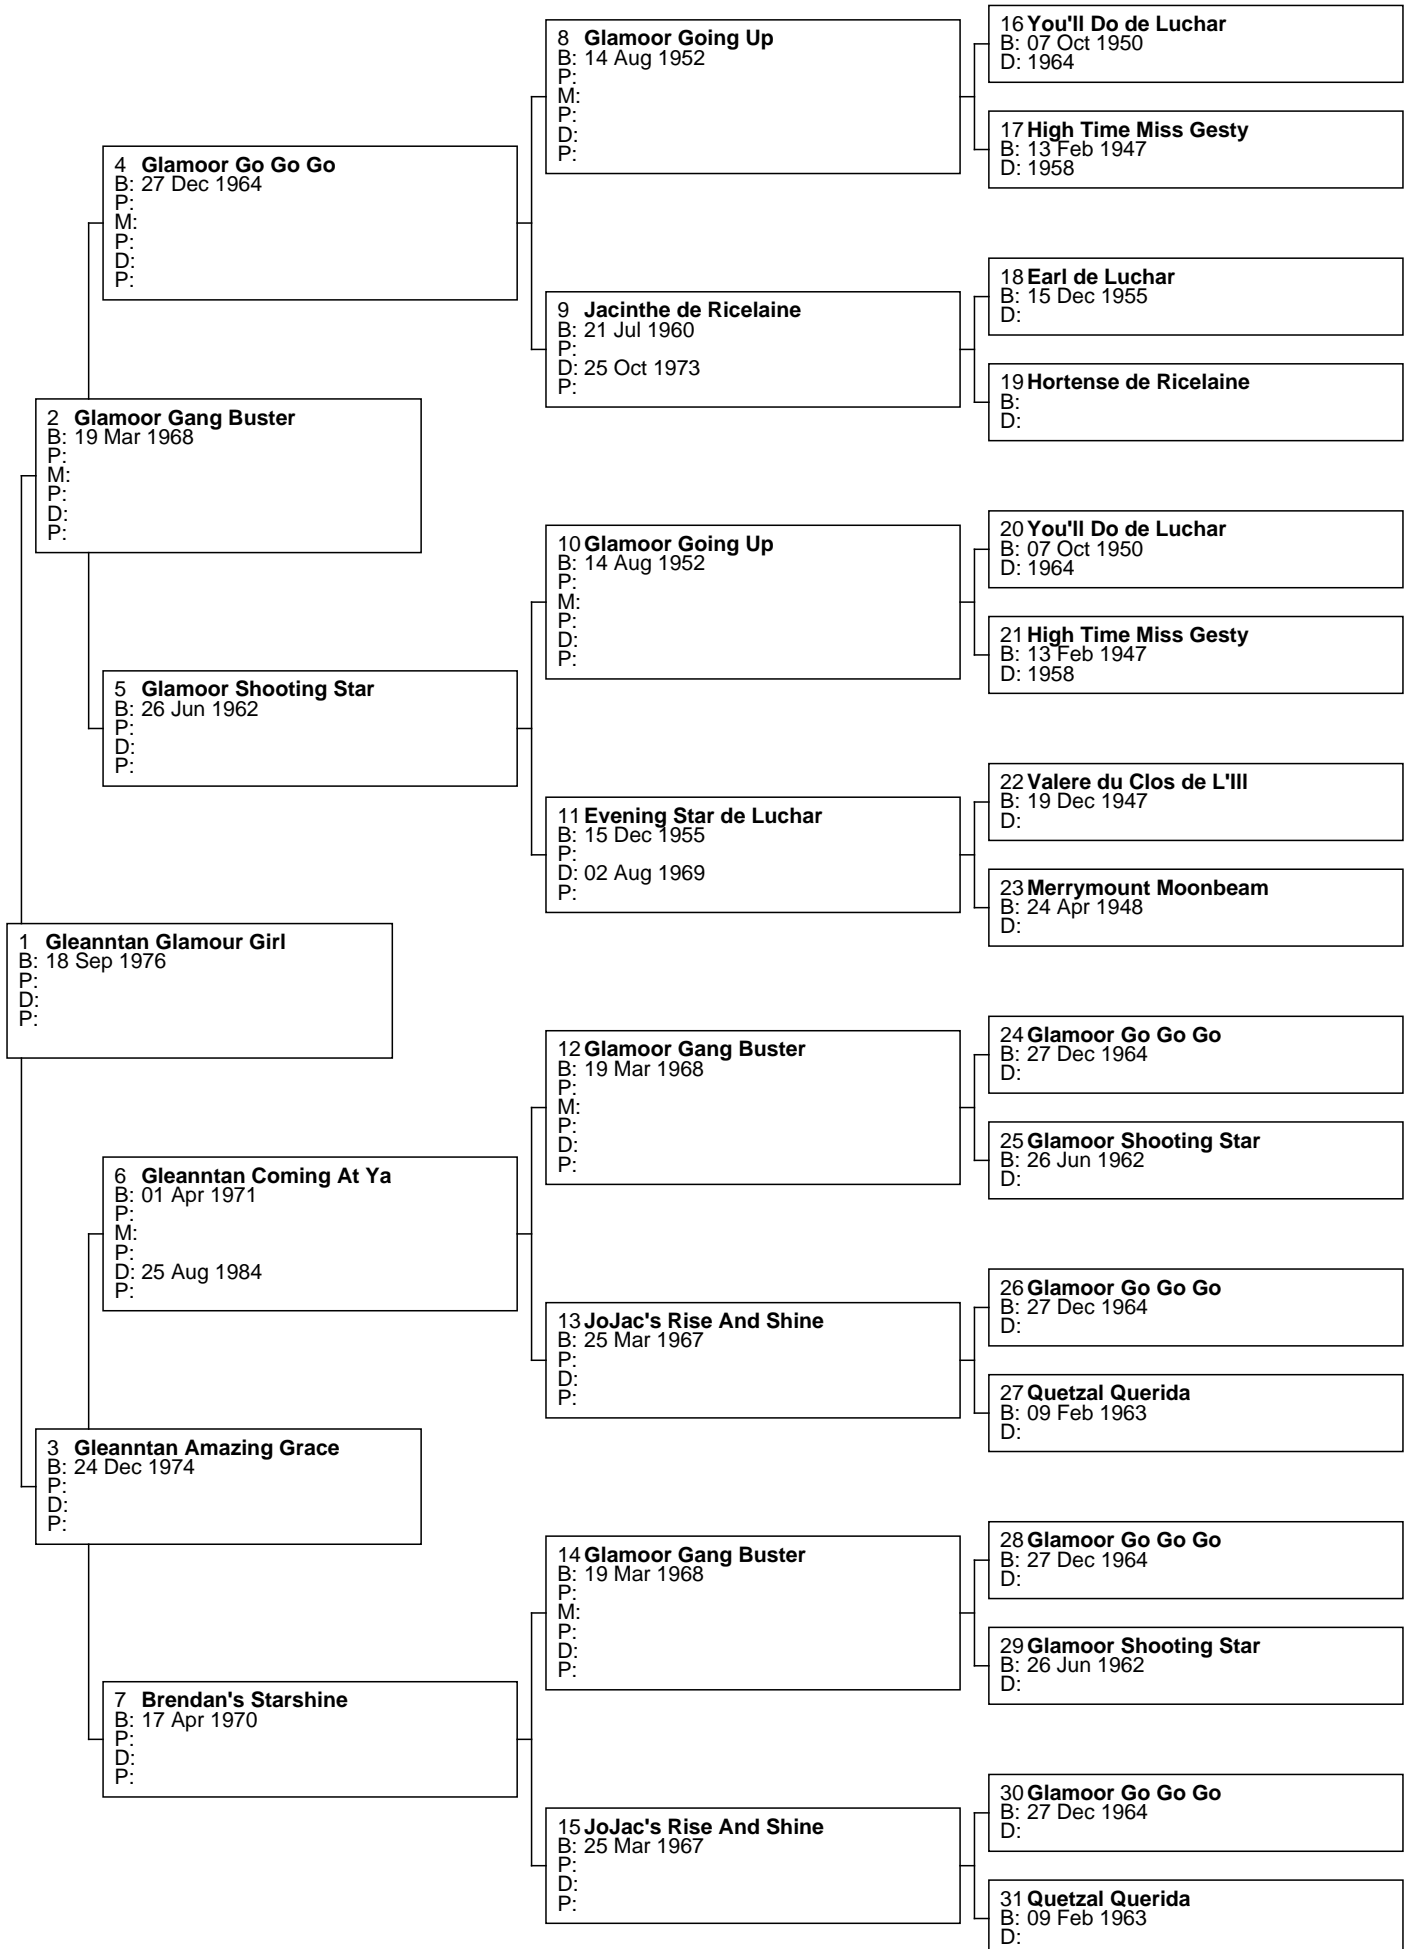 8 Glamoor Going Up
B: 14 Aug 1952
P:
M:
P:
D:
P:
16 You'll Do de Luchar
B: 07 Oct 1950
D: 1964
17 High Time Miss Gesty
B: 13 Feb 1947
D: 1958
4 Glamoor Go Go Go
B: 27 Dec 1964
P:
M:
P:
D:
P:
9 Jacinthe de Ricelaine
B: 21 Jul 1960
P:
D: 25 Oct 1973
P:
18 Earl de Luchar
B: 15 Dec 1955
D:
19 Hortense de Ricelaine
B:
D:
2 Glamoor Gang Buster
B: 19 Mar 1968
P:
M:
P:
D:
P:
10 Glamoor Going Up
B: 14 Aug 1952
P:
M:
P:
D:
P:
20 You'll Do de Luchar
B: 07 Oct 1950
D: 1964
21 High Time Miss Gesty
B: 13 Feb 1947
D: 1958
5 Glamoor Shooting Star
B: 26 Jun 1962
P:
D:
P:
11 Evening Star de Luchar
B: 15 Dec 1955
P:
D: 02 Aug 1969
P:
22 Valere du Clos de L'Ill
B: 19 Dec 1947
D:
23 Merrymount Moonbeam
B: 24 Apr 1948
D:
1 Gleanntan Glamour Girl
B: 18 Sep 1976
P:
D:
P:
12 Glamoor Gang Buster
B: 19 Mar 1968
P:
M:
P:
D:
P:
24 Glamoor Go Go Go
B: 27 Dec 1964
D:
25 Glamoor Shooting Star
B: 26 Jun 1962
D:
6 Gleanntan Coming At Ya
B: 01 Apr 1971
P:
M:
P:
D: 25 Aug 1984
P:
13 JoJac's Rise And Shine
B: 25 Mar 1967
P:
D:
P:
26 Glamoor Go Go Go
B: 27 Dec 1964
D:
27 Quetzal Querida
B: 09 Feb 1963
D:
3 Gleanntan Amazing Grace
B: 24 Dec 1974
P:
D:
P:
14 Glamoor Gang Buster
B: 19 Mar 1968
P:
M:
P:
D:
P:
28 Glamoor Go Go Go
B: 27 Dec 1964
D:
29 Glamoor Shooting Star
B: 26 Jun 1962
D:
7 Brendan's Starshine
B: 17 Apr 1970
P:
D:
P:
15 JoJac's Rise And Shine
B: 25 Mar 1967
P:
D:
P:
30 Glamoor Go Go Go
B: 27 Dec 1964
D:
31 Quetzal Querida
B: 09 Feb 1963
D: